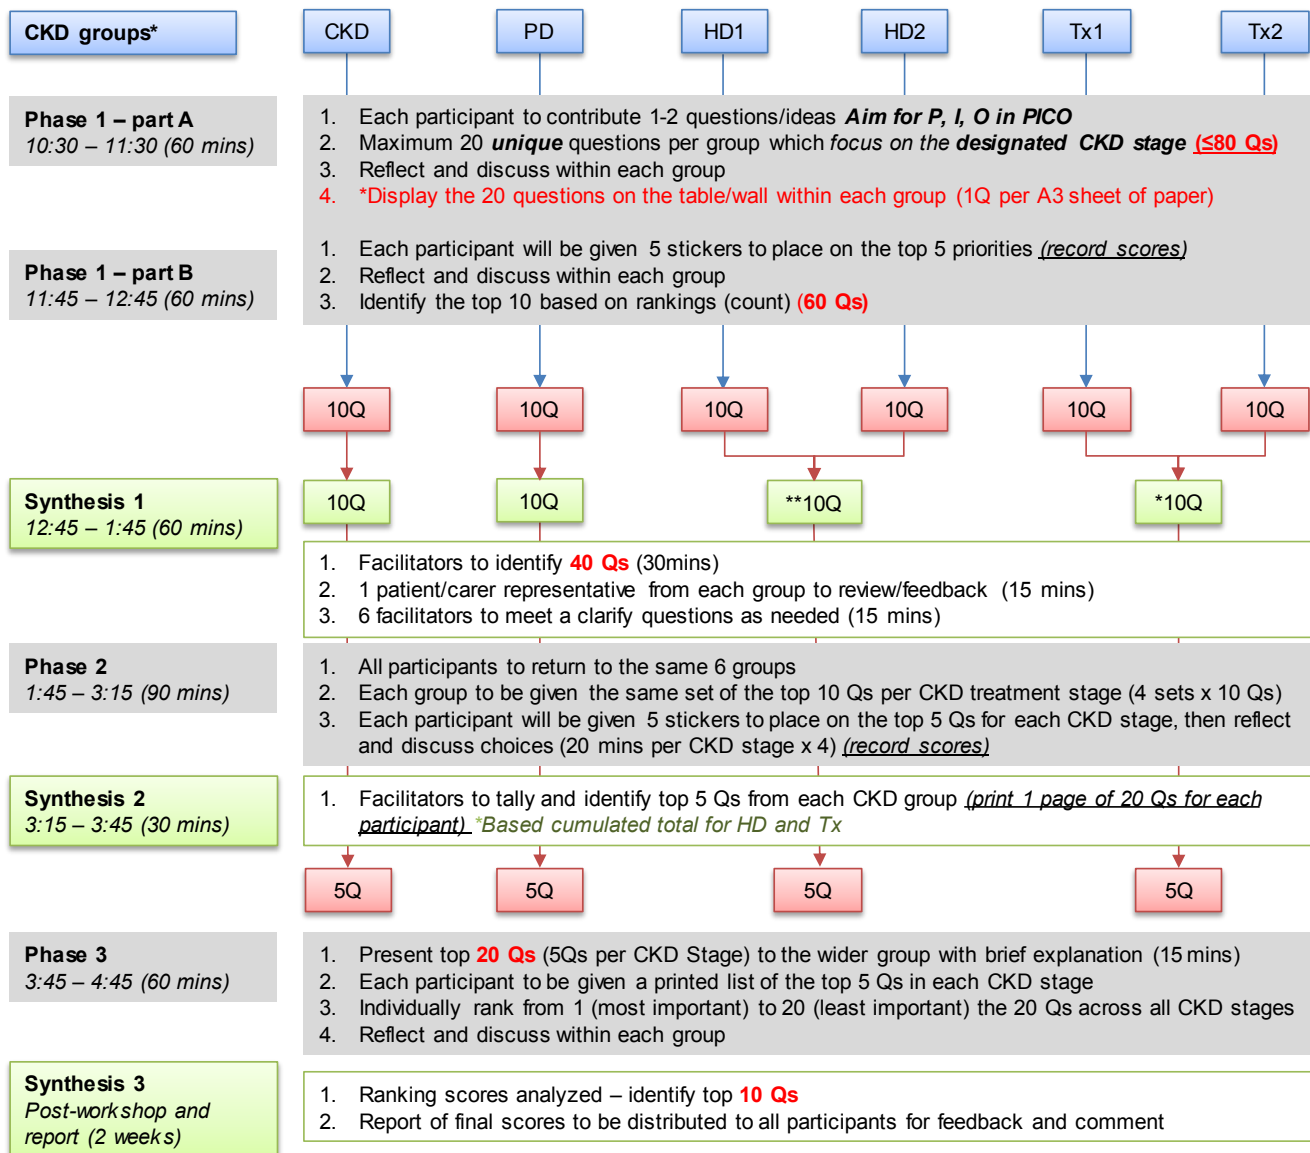 CKD groups*
CKD
PD
HD1
HD2
Tx1
Tx2
Phase 1 – part A
10:30 – 11:30 (60 mins)
1. Each participant to contribute 1-2 questions/ideas Aim for P, I, O in PICO
2. Maximum 20 unique questions per group which focus on the designated CKD stage (≤80 Qs)
3. Reflect and discuss within each group
4. *Display the 20 questions on the table/wall within each group (1Q per A3 sheet of paper)
Phase 1 – part B
11:45 – 12:45 (60 mins)
1. Each participant will be given 5 stickers to place on the top 5 priorities (record scores)
2. Reflect and discuss within each group
3. Identify the top 10 based on rankings (count) (60 Qs)
10Q
10Q
10Q
10Q
10Q
10Q
Synthesis 1
12:45 – 1:45 (60 mins)
10Q
10Q
**10Q
*10Q
1. Facilitators to identify 40 Qs (30mins)
2. 1 patient/carer representative from each group to review/feedback (15 mins)
3. 6 facilitators to meet a clarify questions as needed (15 mins)
Phase 2
1:45 – 3:15 (90 mins)
1. All participants to return to the same 6 groups
2. Each group to be given the same set of the top 10 Qs per CKD treatment stage (4 sets x 10 Qs)
3. Each participant will be given 5 stickers to place on the top 5 Qs for each CKD stage, then reflect
and discuss choices (20 mins per CKD stage x 4) (record scores)
Synthesis 2
3:15 – 3:45 (30 mins)
1. Facilitators to tally and identify top 5 Qs from each CKD group (print 1 page of 20 Qs for each
participant) *Based cumulated total for HD and Tx
5Q
5Q
5Q
5Q
Phase 3
3:45 – 4:45 (60 mins)
1. Present top 20 Qs (5Qs per CKD Stage) to the wider group with brief explanation (15 mins)
2. Each participant to be given a printed list of the top 5 Qs in each CKD stage
3. Individually rank from 1 (most important) to 20 (least important) the 20 Qs across all CKD stages
4. Reflect and discuss within each group
Synthesis 3
Post-workshop and
report (2 weeks)
1. Ranking scores analyzed – identify top 10 Qs
2. Report of final scores to be distributed to all participants for feedback and comment